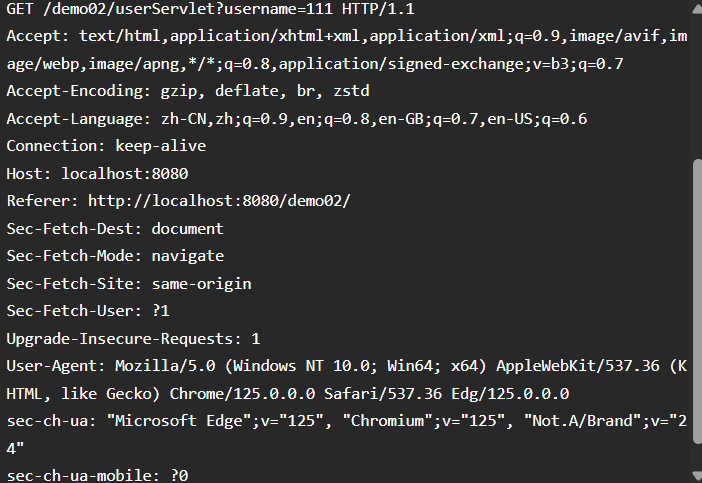 GET /demo02/userServlet?username=111 HTTP/1.1
Accept: text/html,application/xhtml+xml,application/xml;q=0.9,image/avif,im
age/webp,image/apng,*/*;q=0.8,application/signed-exchange;v=b3;q=0.7
Accept-Encoding: gzip, deflate, br, zstd
Accept-Language: zh-CN,zh;q=0.9,en;q=0.8,en-GB;q=0.7,en-US;q=0.6
Connection: keep-alive
Host: localhost:8080
Referer: http://localhost:8080/demo02/
Sec-Fetch-Dest: document
Sec-Fetch-Mode: navigate
Sec-Fetch-Site: same-origin
Sec-Fetch-User: ?1
Upgrade-Insecure-Requests: 1
User-Agent: Mozilla/5.0 (Windows NT 10.0; Win64; x64) AppleWebKit/537.36 (K
HTML, like Gecko) Chrome/125.0.0.0 Safari/537.36 Edg/125.0.0.0
sec-ch-ua: "Microsoft Edge";v="125", "Chromium";v="125", "Not.A/Brand";v="2
4"
sec-ch-ua-mobile: ?0